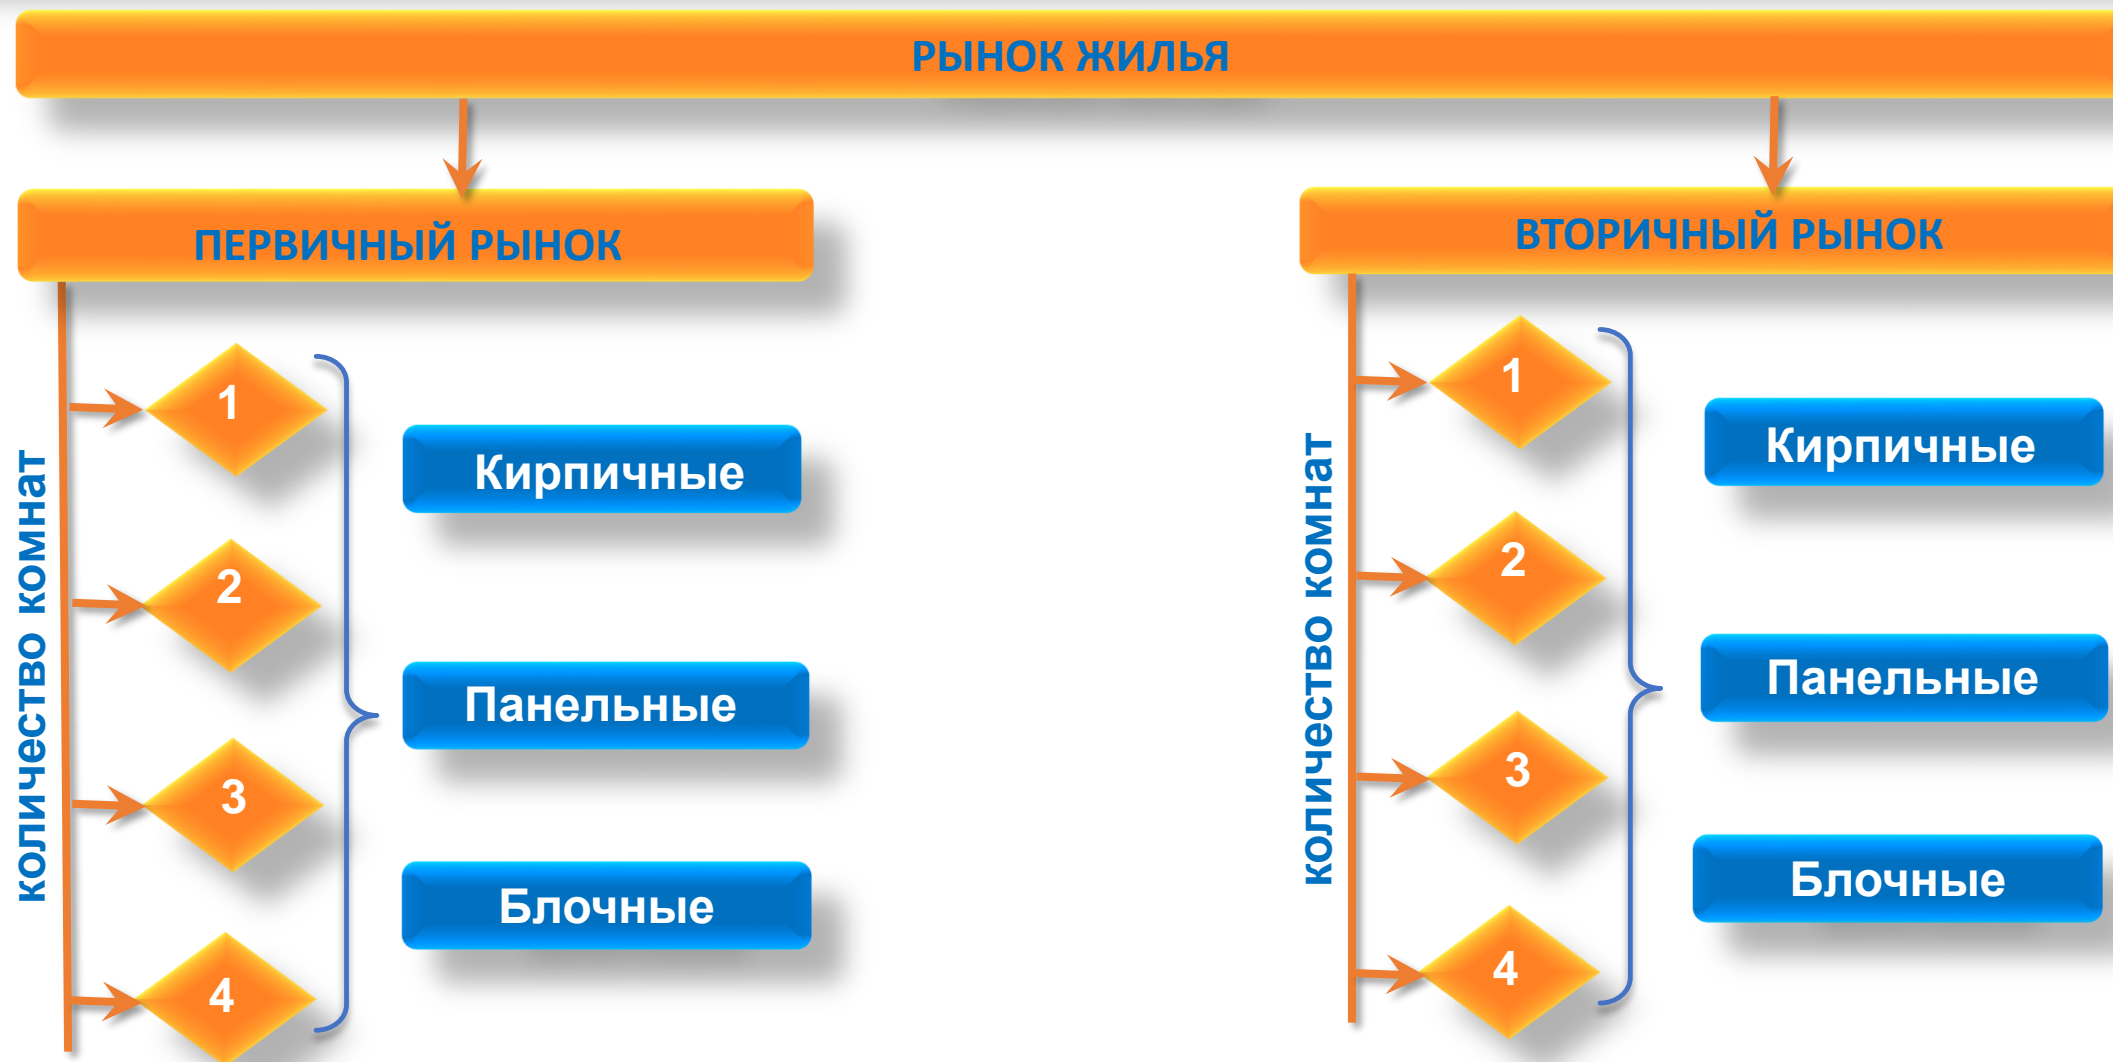 РЫНОК ЖИЛЬЯ
ПЕРВИЧНЫЙ РЫНОК
количество комнат
1
2
3
4
Кирпичные
Панельные
Блочные
ВТОРИЧНЫЙ РЫНОК
количество комнат
1
2
3
4
Кирпичные
Панельные
Блочные